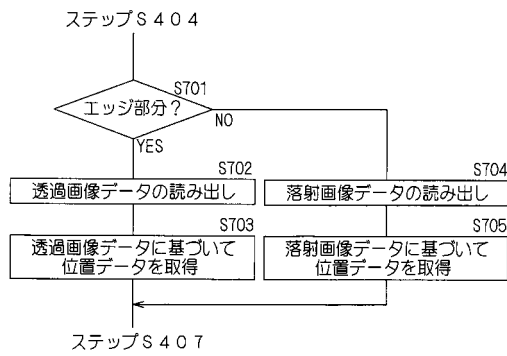 ステップＳ４０４
S701
エッジ部分？
NO
YES
S702
透過画像データの読み出し
S704
落射画像データの読み出し
S703
透過画像データに基づいて
位置データを取得
S705
落射画像データに基づいて
位置データを取得
ステップＳ４０７